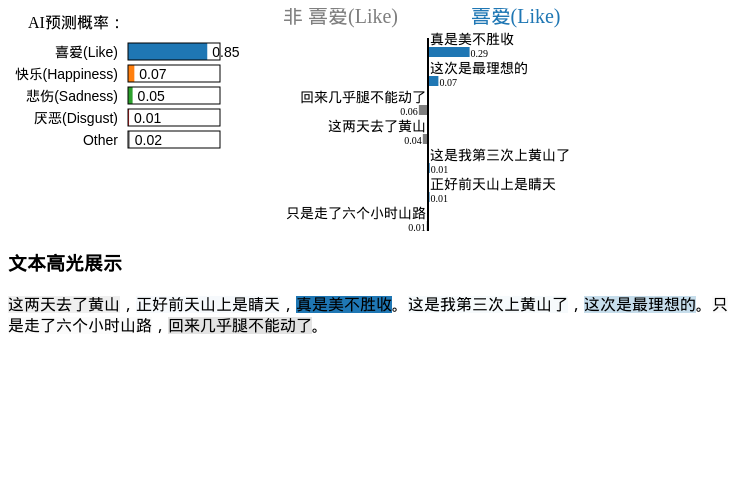 AI预测概率：
喜爱(Like) 0.85
快乐(Happiness) 0.07
悲伤(Sadness) 0.05
厌恶(Disgust) 0.01
Other 0.02
非 喜爱(Like) 喜爱(Like)
真是美不胜收
0.29
这次是最理想的
0.07
回来几乎腿不能动了
0.06
这两天去了黄山
0.04
这是我第三次上黄山了
0.01
正好前天山上是晴天
0.01
只是走了六个小时山路
0.01
文本高光展示
这两天去了黄山，正好前天山上是晴天，真是美不胜收。这是我第三次上黄山了，这次是最理想的。只
是走了六个小时山路，回来几乎腿不能动了。